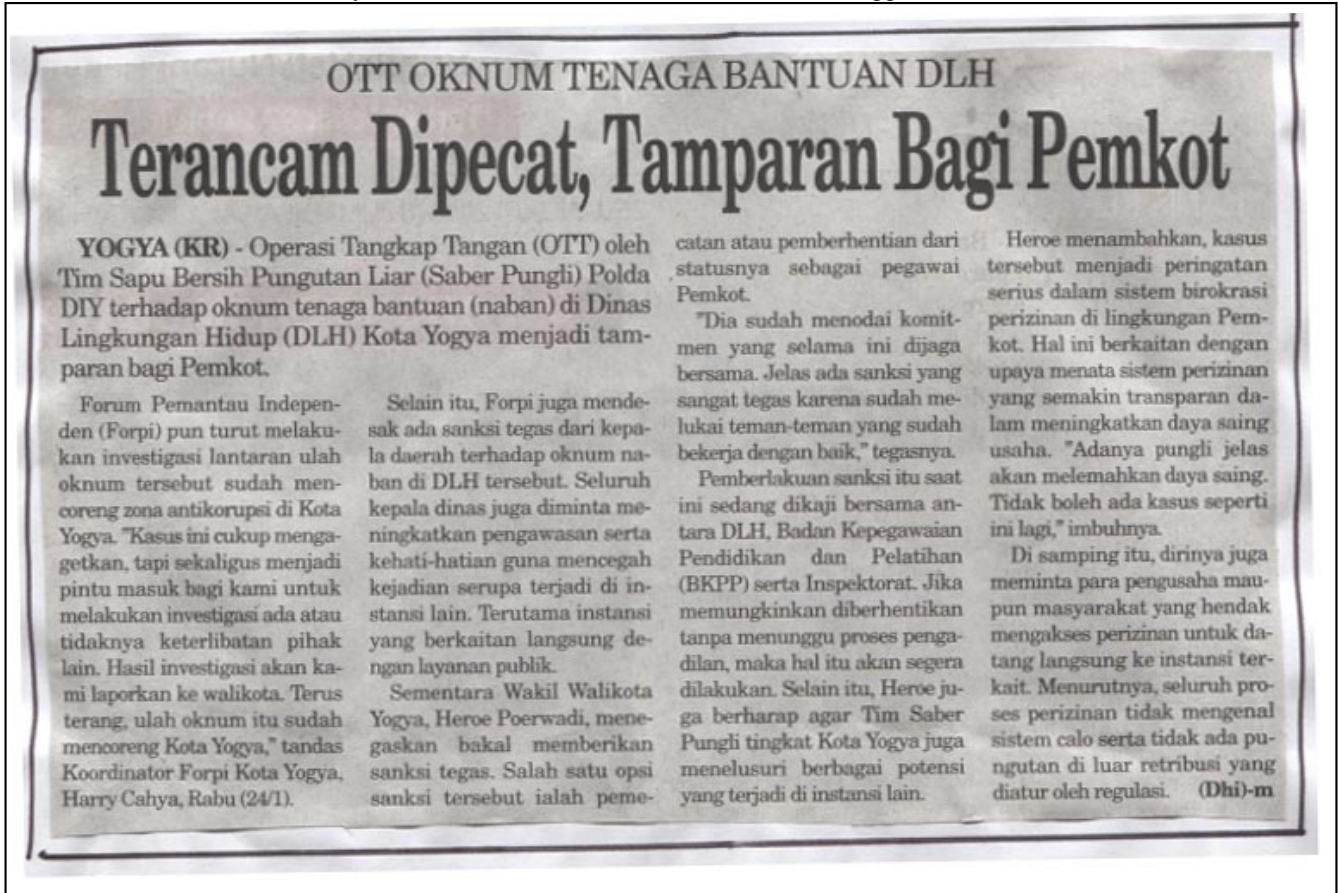 OTT OKNUM TENAGA BANTUAN DLH
Terancam Dipecat, Tamparan Bagi Pemkot
YOGYA (KR) - Operasi Tangkap Tangan (OTT) oleh
Tim Sapu Bersih Pungutan Liar (Saber Pungli) Polda
DIY terhadap oknum tenaga bantuan (naban) di Dinas
Lingkungan Hidup (DLH) Kota Yogya menjadi tam-
paran bagi Pemkot.
Forum Pemantau Indepen-
den (Forpi) pun turut melaku-
kan investigasi lantaran ulah
oknum tersebut sudah men-
coreng zona antikorupsi di Kota
Yogya. "Kasus ini cukup menga-
getkan, tapi sekaligus menjadi
pintu masuk bagi kami untuk
melakukan investigasi ada atau
tidaknya keterlibatan pihak
lain. Hasil investigasi akan ka-
mi laporkan ke walikota. Terus
terang, ulah oknum itu sudah
mencoreng Kota Yogya," tandas
Koordinator Forpi Kota Yogya,
Harry Cahya, Rabu (24/1).
Selain itu, Forpi juga mende-
sak ada sanksi tegas dari kepa-
la daerah terhadap oknum na-
ban di DLH tersebut. Seluruh
kepala dinas juga diminta me-
ningkatkan pengawasan serta
kehati-hatian guna mencegah
kejadian serupa terjadi di in-
stansi lain. Terutama instansi
yang berkaitan langsung de-
ngan layanan publik.
Sementara Wakil Walikota
Yogya, Heroe Poerwadi, mene-
gaskan bakal memberikan
sanksi tegas. Salah satu opsi
sanksi tersebut ialah peme-
catan atau pemberhentian dari
statusnya sebagai pegawai
Pemkot.
"Dia sudah menodai komit-
men yang selama ini dijaga
bersama. Jelas ada sanksi yang
sangat tegas karena sudah me-
lukai teman-teman yang sudah
bekerja dengan baik," tegasnya.
Pemberlakuan sanksi itu saat
ini sedang dikaji bersama an-
tara DLH, Badan Kepegawaian
Pendidikan dan Pelatihan
(BKPP) serta Inspektorat. Jika
memungkinkan diberhentikan
tanpa menunggu proses penga-
dilan, maka hal itu akan segera
dilakukan. Selain itu, Heroe ju-
ga berharap agar Tim Saber
Pungli tingkat Kota Yogya juga
menelusuri berbagai potensi
yang terjadi di instansi lain.
Heroe menambahkan, kasus
tersebut menjadi peringatan
serius dalam sistem birokrasi
perizinan di lingkungan Pem-
kot. Hal ini berkaitan dengan
upaya menata sistem perizinan
yang semakin transparan da-
lam meningkatkan daya saing
usaha. "Adanya pungli jelas
akan melemahkan daya saing.
Tidak boleh ada kasus seperti
ini lagi," imbuhnya.
Di samping itu, dirinya juga
meminta para pengusaha mau-
pun masyarakat yang hendak
mengakses perizinan untuk da-
tang langsung ke instansi ter-
kait. Menurutnya, seluruh pro-
ses perizinan tidak mengenal
sistem calo serta tidak ada pu-
ngutan di luar retribusi yang
diatur oleh regulasi. (Dhi)-m